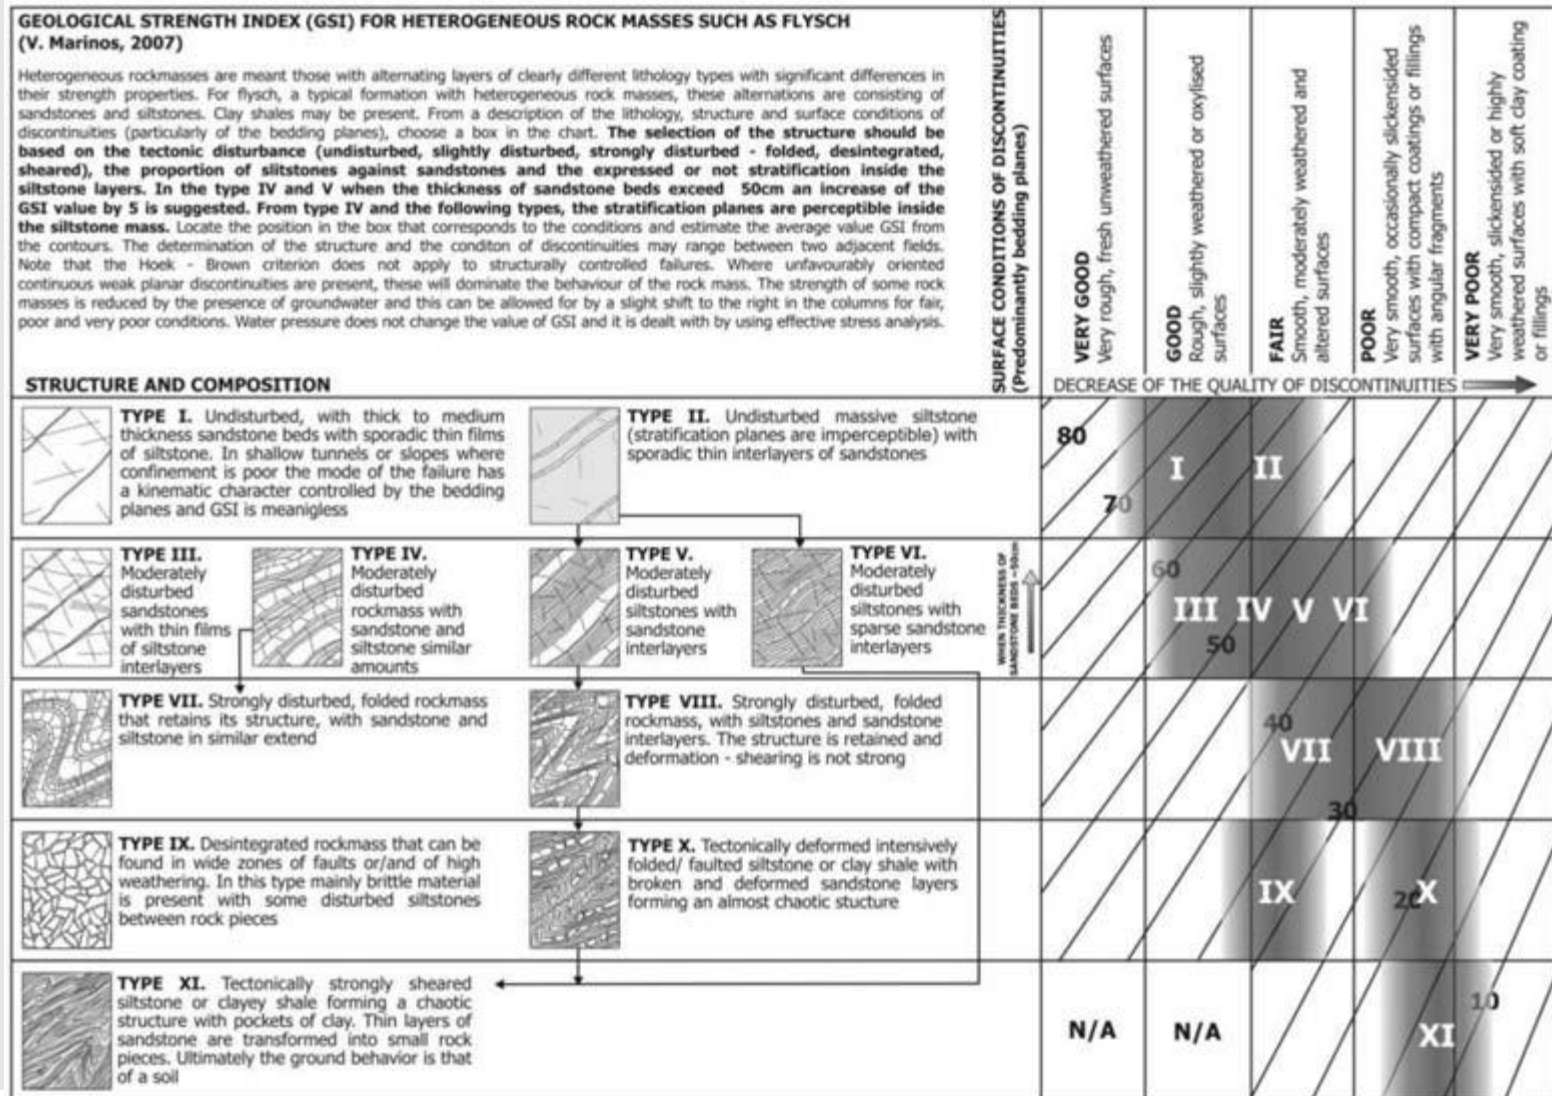 GEOLOGICAL STRENGTH INDEX (GSI) FOR HETEROGENEOUS ROCK MASSES SUCH AS FLYSCH
(V. Marinos, 2007)
Heterogeneous rockmasses are meant those with alternating layers of clearly different lithology types with significant differences in
their strength properties. For flysch, a typical formation with heterogeneous rock masses, these alternations are consisting of
sandstones and siltstones. Clay shales may be present. From a description of the lithology, structure and surface conditions of
discontinuities (particularly of the bedding planes), choose a box in the chart. The selection of the structure should be
based on the tectonic disturbance (undisturbed, slightly disturbed, strongly disturbed - folded, desintegrated,
sheared), the proportion of slitstones against sandstones and the expressed or not stratification inside the
siltstone layers. In the type IV and V when the thickness of sandstone beds exceed 50cm an increase of the
GSI value by 5 is suggested. From type IV and the following types, the stratification planes are perceptible inside
the siltstone mass. Locate the position in the box that corresponds to the conditions and estimate the average value GSI from
the contours. The determination of the structure and the conditon of discontinuities may range between two adjacent fields.
Note that the Hoek - Brown criterion does not apply to structurally controlled failures. Where unfavourably oriented
continuous weak planar discontinuities are present, these will dominate the behaviour of the rock mass. The strength of some rock
masses is reduced by the presence of groundwater and this can be allowed for by a slight shift to the right in the columns for fair,
poor and very poor conditions. Water pressure does not change the value of GSI and it is dealt with by using effective stress analysis.
STRUCTURE AND COMPOSITION
SURFACE CONDITIONS OF DISCONTINUITIES
(Predominantly bedding planes)
VERY GOOD
Very rough, fresh unweathered surfaces
GOOD
Rough, slightly weathered or oxylised
surfaces
FAIR
Smooth, moderately weathered and
altered surfaces
POOR
Very smooth, occasionally slickensided
surfaces with compact coatings or fillings
with angular fragments
VERY POOR
Very smooth, slickensided or highly
weathered surfaces with soft clay coating
or fillings
DECREASE OF THE QUALITY OF DISCONTINUITIES
TYPE I. Undisturbed, with thick to medium
thickness sandstone beds with sporadic thin films
of siltstone. In shallow tunnels or slopes where
confinement is poor the mode of the failure has
a kinematic character controlled by the bedding
planes and GSI is meanigless
TYPE II. Undisturbed massive siltstone
(stratification planes are imperceptible) with
sporadic thin interlayers of sandstones
80
70
I
II
TYPE III.
Moderately
disturbed
sandstones
with thin films
of siltstone
interlayers
TYPE IV.
Moderately
disturbed
rockmass with
sandstone and
siltstone similar
amounts
TYPE V.
Moderately
disturbed
siltstones with
sandstone
interlayers
TYPE VI.
Moderately
disturbed
siltstones with
sparse sandstone
interlayers
WHEN THICKNESS OF
SANDSTONE BEDS ~50cm
60
III IV V VI
50
TYPE VII. Strongly disturbed, folded rockmass
that retains its structure, with sandstone and
siltstone in similar extend
TYPE VIII. Strongly disturbed, folded
rockmass, with siltstones and sandstone
interlayers. The structure is retained and
deformation - shearing is not strong
40
VII
VIII
30
TYPE IX. Desintegrated rockmass that can be
found in wide zones of faults or/and of high
weathering. In this type mainly brittle material
is present with some disturbed siltstones
between rock pieces
TYPE X. Tectonically deformed intensively
folded/ faulted siltstone or clay shale with
broken and deformed sandstone layers
forming an almost chaotic stucture
IX
20
X
TYPE XI. Tectonically strongly sheared
siltstone or clayey shale forming a chaotic
structure with pockets of clay. Thin layers of
sandstone are transformed into small rock
pieces. Ultimately the ground behavior is that
of a soil
N/A
N/A
10
XI